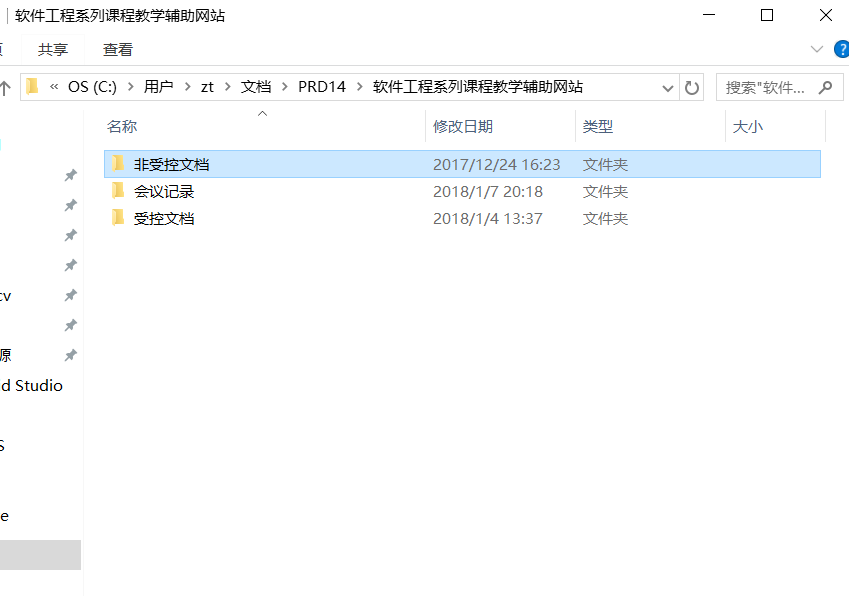 软件工程系列课程教学辅助网站
共享 查看
« OS (C:) › 用户 › zt › 文档 › PRD14 › 软件工程系列课程教学辅助网站
搜索"软件...
名称 修改日期 类型 大小
非受控文档 2017/12/24 16:23 文件夹
会议记录 2018/1/7 20:18 文件夹
受控文档 2018/1/4 13:37 文件夹
cv
源
d Studio
S
e